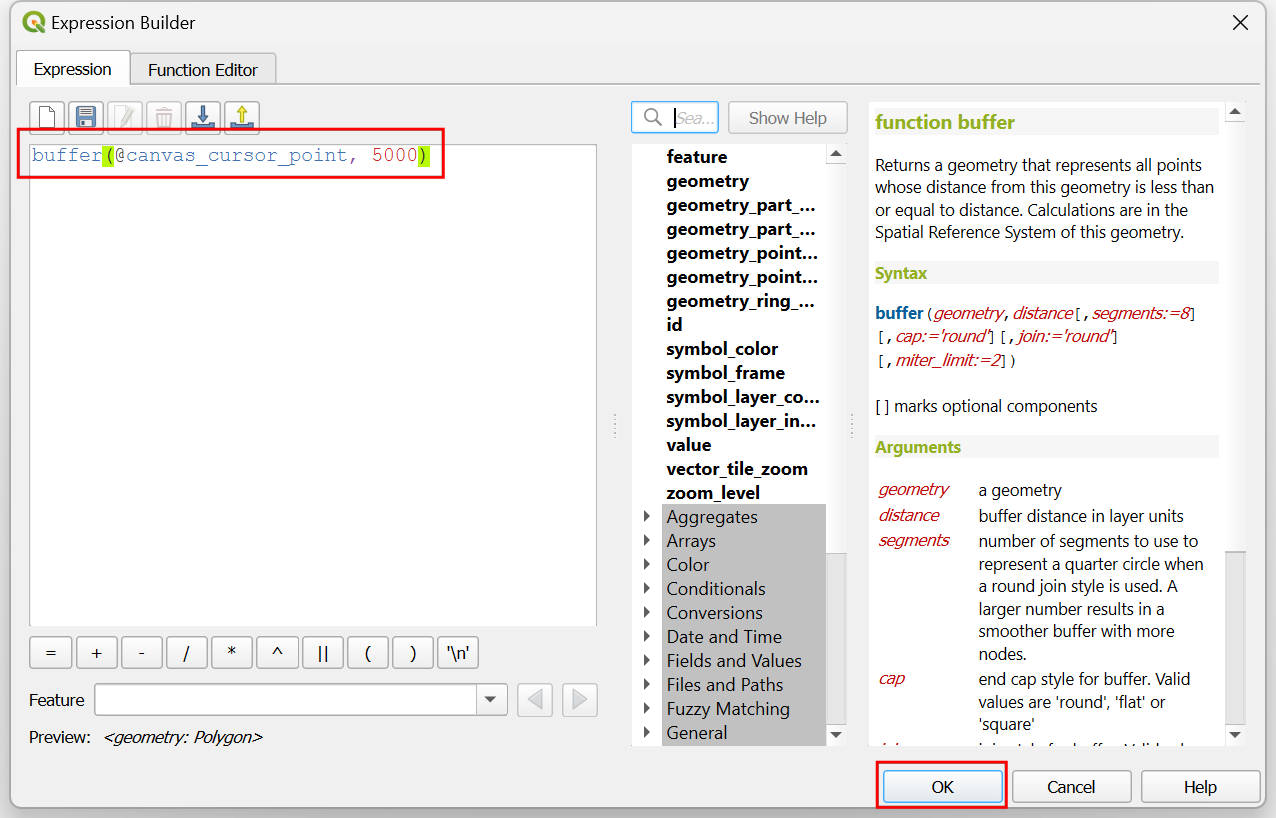 Expression Builder
Expression
Function Editor
buffer(@canvas_cursor_point, 5000)
= + - / * ^ || ( ) '\n'
Feature
Preview: <geometry: Polygon>
Sea...
Show Help
feature
geometry
geometry_part_...
geometry_part_...
geometry_point...
geometry_point...
geometry_ring_...
id
symbol_color
symbol_frame
symbol_layer_co...
symbol_layer_in...
value
vector_tile_zoom
zoom_level
Aggregates
Arrays
Color
Conditionals
Conversions
Date and Time
Fields and Values
Files and Paths
Fuzzy Matching
General
function buffer
Returns a geometry that represents all points
whose distance from this geometry is less than
or equal to distance. Calculations are in the
Spatial Reference System of this geometry.
Syntax
buffer(geometry,distance[,segments:=8]
[,cap:='round'][,join:='round']
[,miter_limit:=2])
[ ] marks optional components
Arguments
geometry a geometry
distance buffer distance in layer units
segments number of segments to use to
represent a quarter circle when
a round join style is used. A
larger number results in a
smoother buffer with more
nodes.
cap end cap style for buffer. Valid
values are 'round', 'flat' or
'square'
OK
Cancel
Help